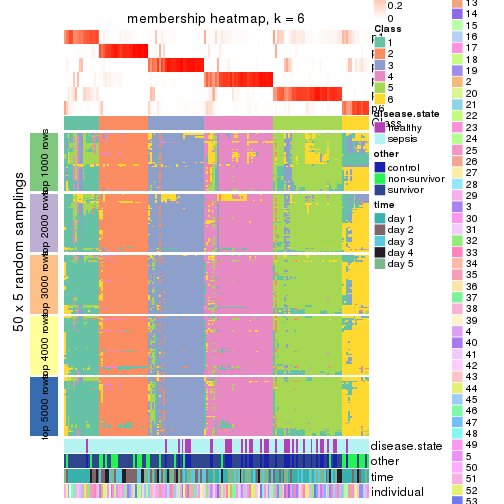 membership heatmap, k = 6
0.2
0
Class
1
2
3
4
5
6
Class
disease.state
healthy
sepsis
other
control
non-survivor
survivor
time
day 1
day 2
day 3
day 4
day 5
50 x 5 random samplings
top 1000 rows
top 2000 rows
top 3000 rows
top 4000 rows
top 5000 rows
disease.state
other
time
individual
13
14
15
16
17
18
19
2
20
21
22
23
24
25
26
27
28
29
3
30
31
32
33
34
35
36
37
38
39
4
40
41
42
43
44
45
46
47
48
49
5
50
51
52
53